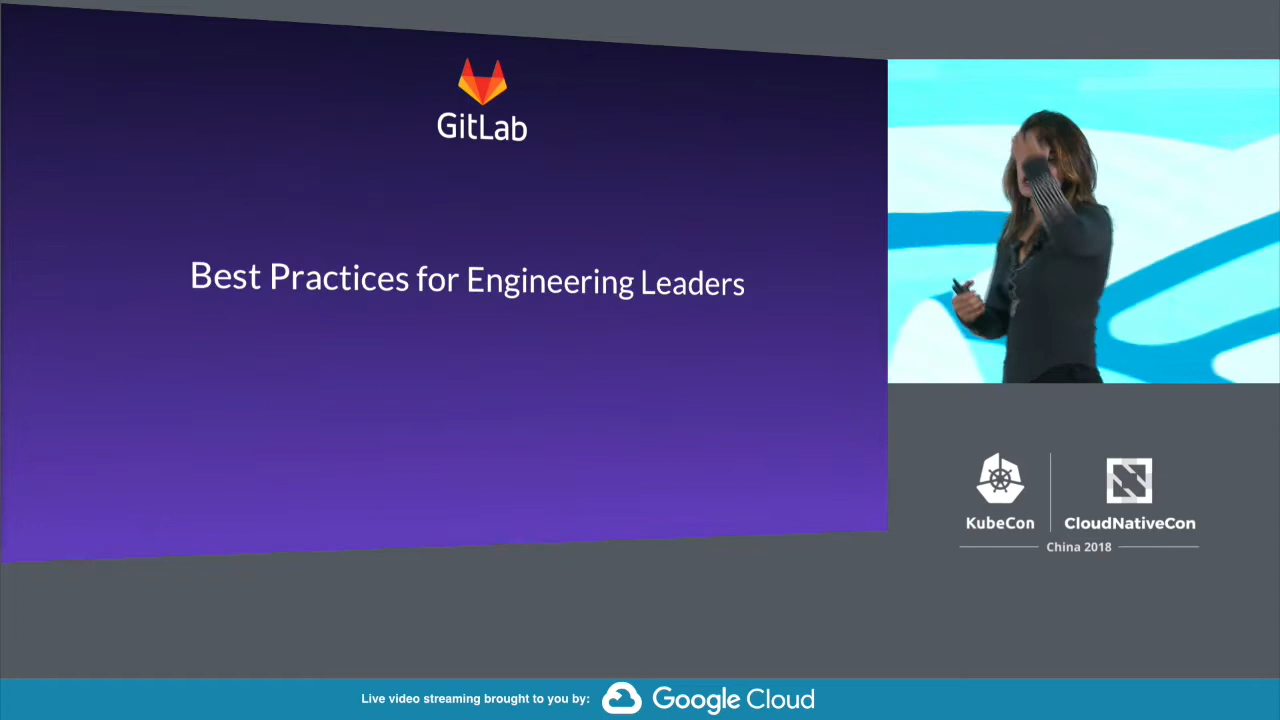 GitLab
Best Practices for Engineering Leaders
KubeCon
CloudNativeCon
China 2018
Live video streaming brought to you by:
Google Cloud